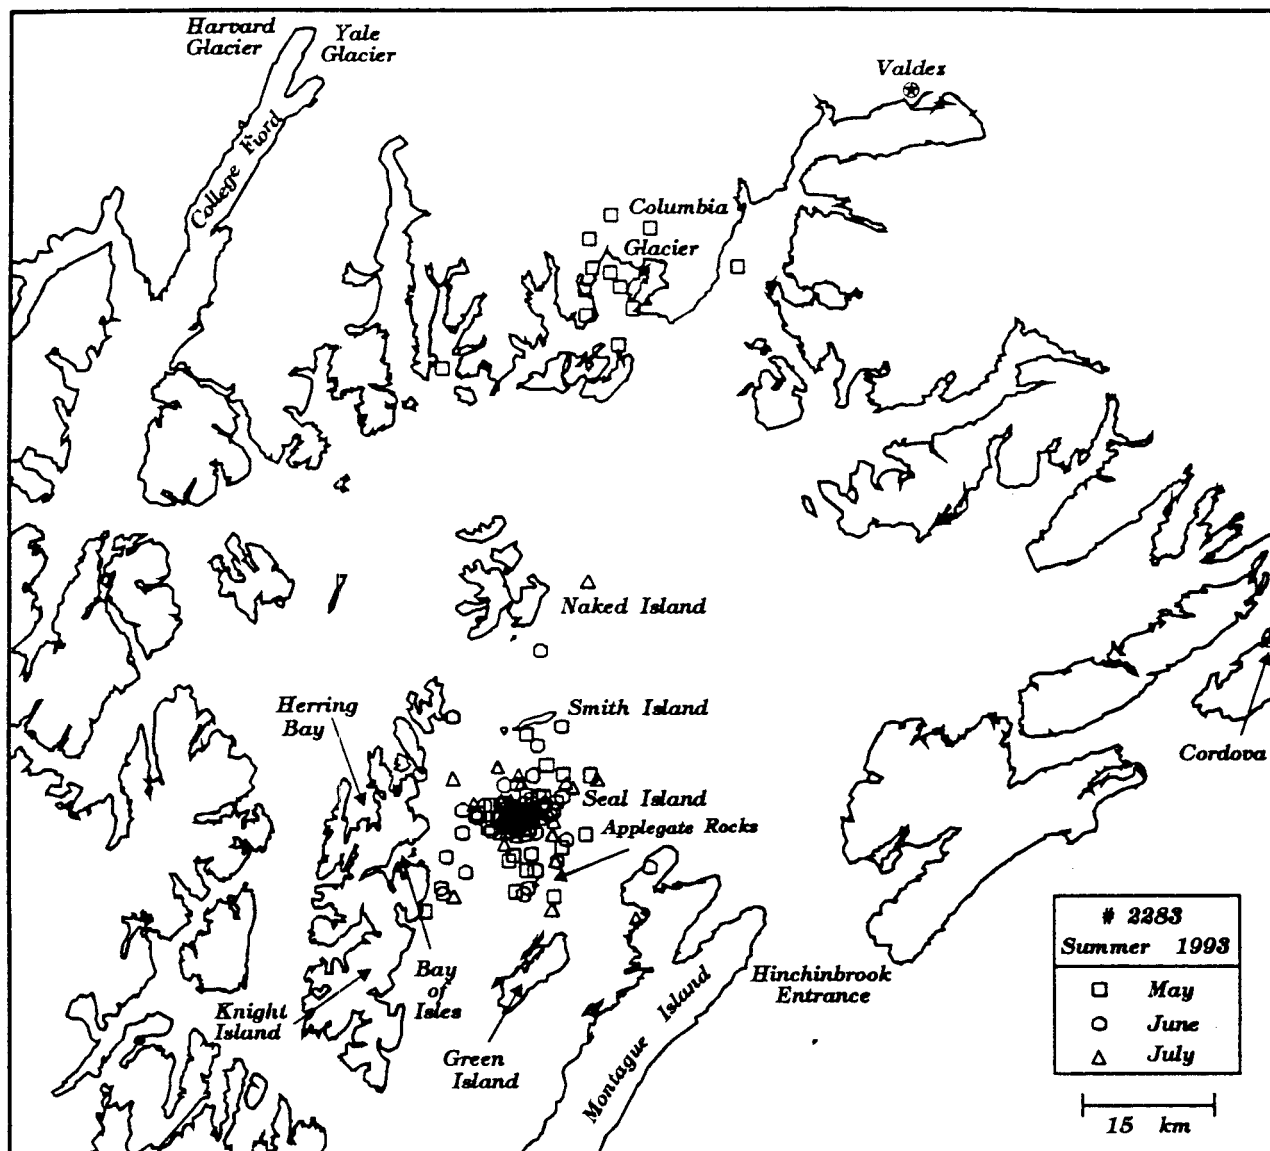 Harvard
Glacier
Yale
Glacier
Valdez
College Fiord
Columbia
Glacier
Naked Island
Herring
Bay
Smith Island
Cordova
Seal Island
Applegate Rocks
Knight
Island
Bay
of
Isles
Green
Island
Montague Island
Hinchinbrook
Entrance
# 2283
Summer 1993
May
June
July
15 km